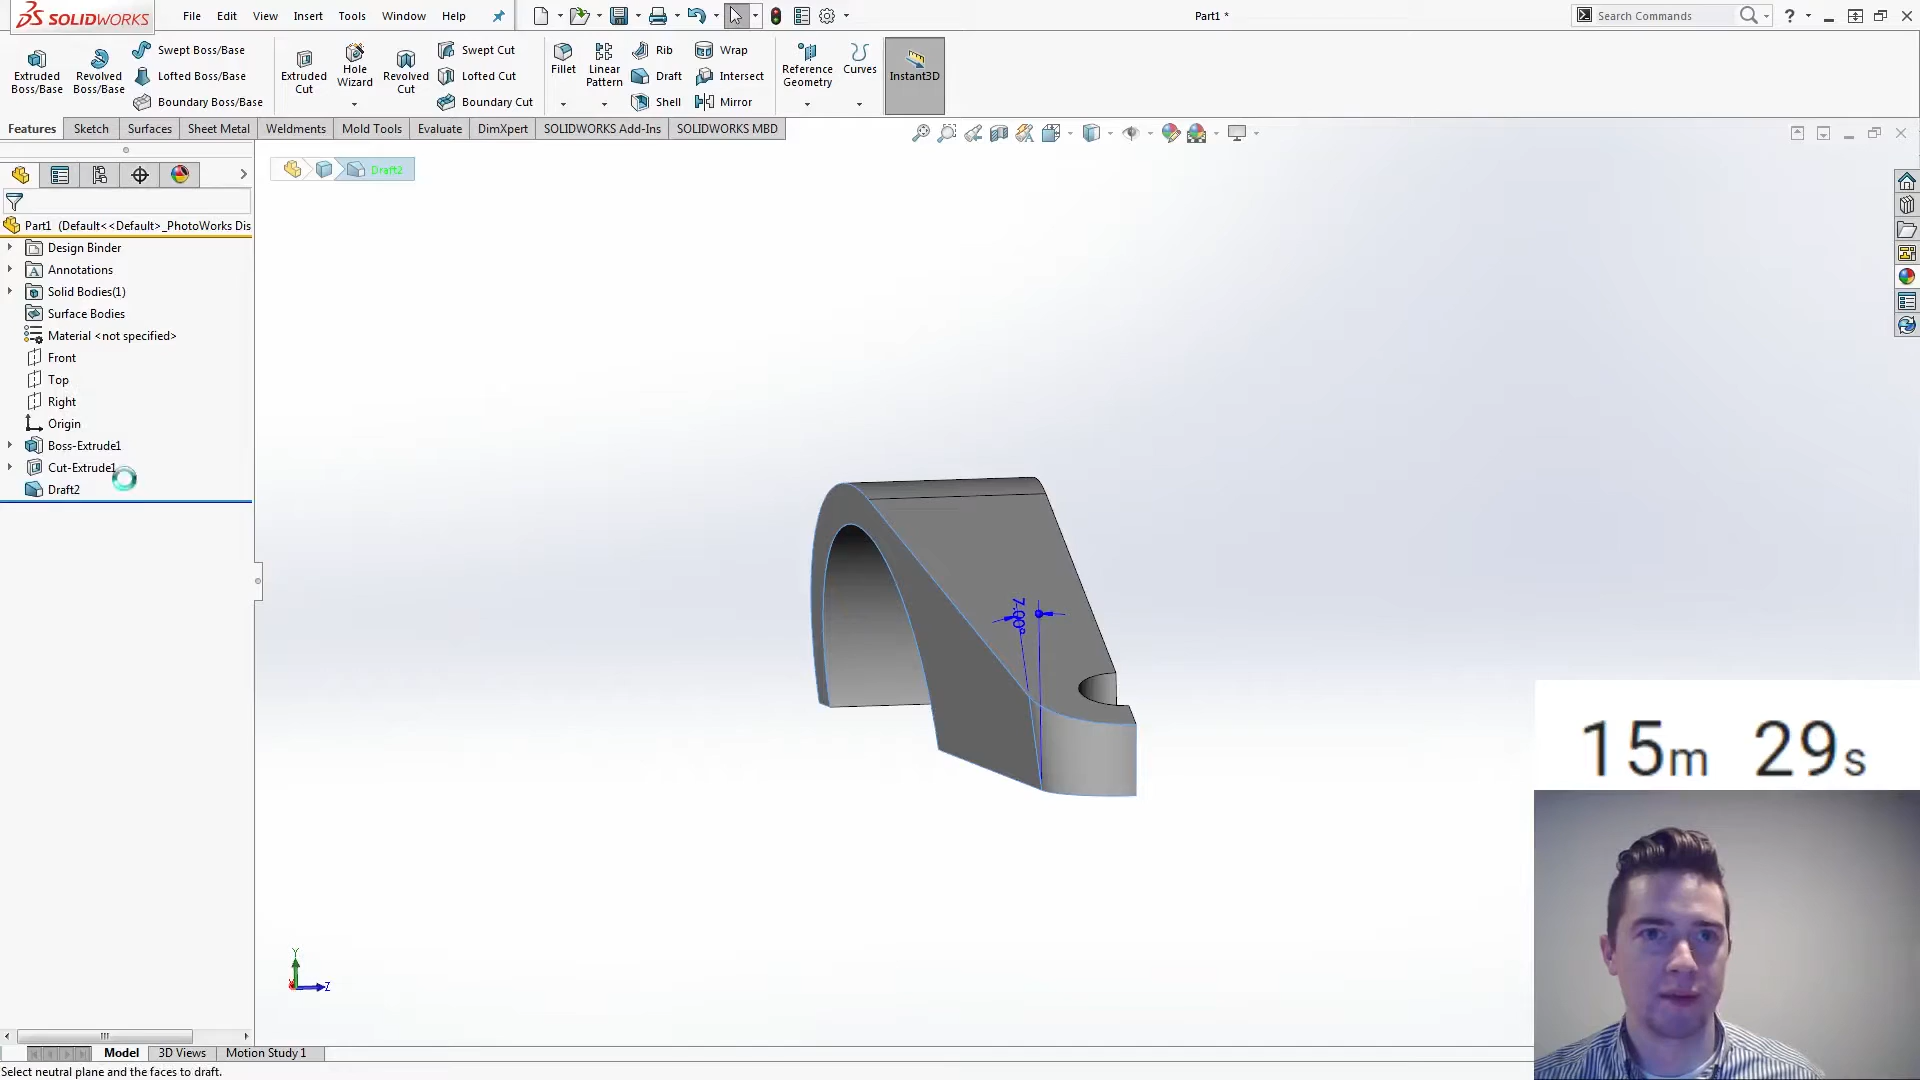 SOLIDWORKS File Edit View Insert Tools Window Help Part1 * Search Commands
Extruded Boss/Base
Revolved Boss/Base
Swept Boss/Base
Lofted Boss/Base
Boundary Boss/Base
Extruded Cut
Hole Wizard
Revolved Cut
Swept Cut
Lofted Cut
Boundary Cut
Fillet
Linear Pattern
Rib
Draft
Shell
Wrap
Intersect
Mirror
Reference Geometry
Curves
Instant3D
Features Sketch Surfaces Sheet Metal Weldments Mold Tools Evaluate DimXpert SOLIDWORKS Add-Ins SOLIDWORKS MBD
Draft2
Part1 (Default<<Default>_PhotoWorks Dis
Design Binder
Annotations
Solid Bodies(1)
Surface Bodies
Material <not specified>
Front
Top
Right
Origin
Boss-Extrude1
Cut-Extrude1
Draft2
7.00°
15m 29s
Y
Z
Model 3D Views Motion Study 1
Select neutral plane and the faces to draft.